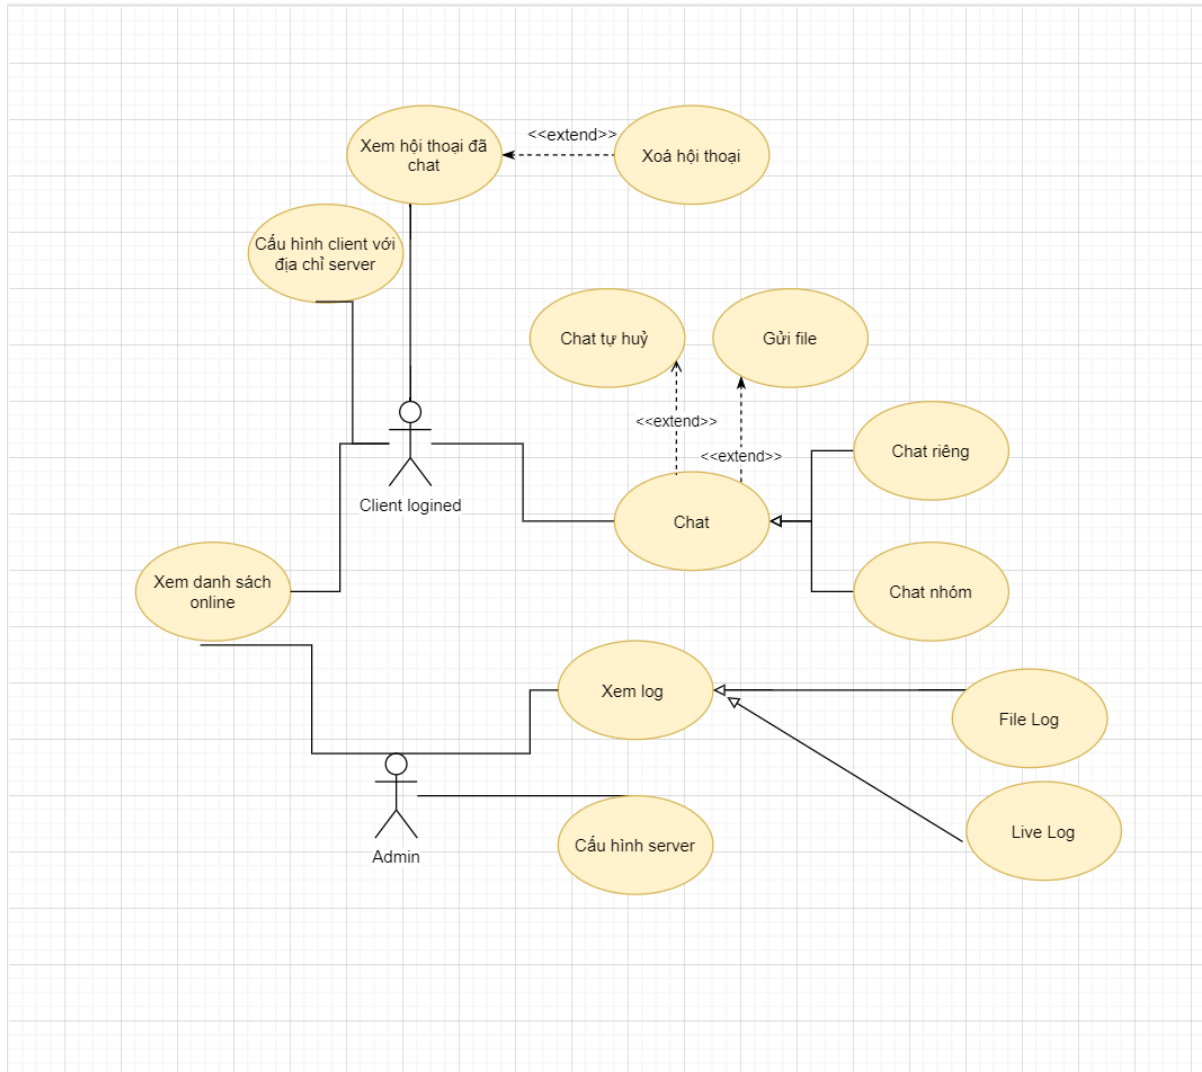 <<extend>>
Xem hội thoại đã
chat
Xoá hội thoại
Cấu hình client với
địa chỉ server
Chat tự huỷ
Gửi file
<<extend>>
<<extend>>
Chat riêng
Client logined
Chat
Xem danh sách
online
Chat nhóm
Xem log
File Log
Live Log
Cấu hình server
Admin